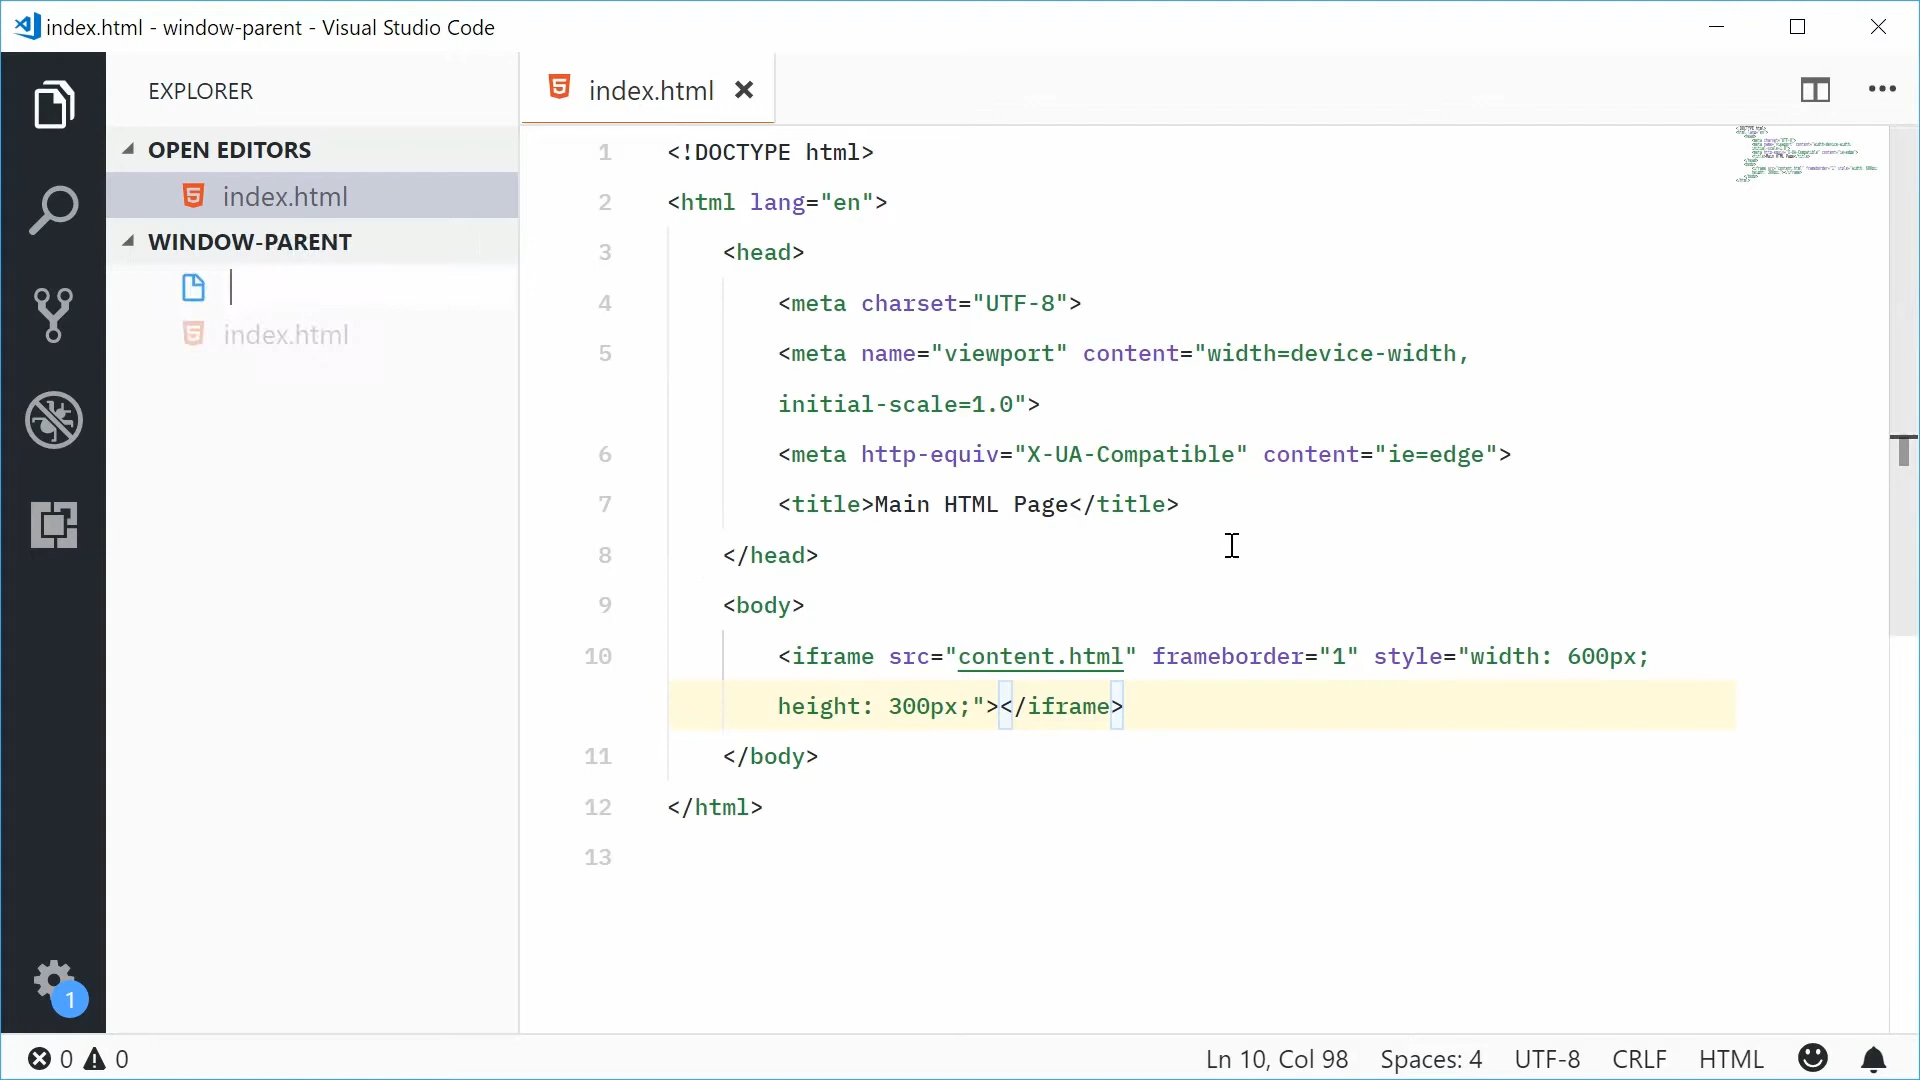 index.html - window-parent - Visual Studio Code
EXPLORER
OPEN EDITORS
index.html
WINDOW-PARENT
index.html
index.html
1 <!DOCTYPE html>
2 <html lang="en">
3 <head>
4 <meta charset="UTF-8">
5 <meta name="viewport" content="width=device-width,
initial-scale=1.0">
6 <meta http-equiv="X-UA-Compatible" content="ie=edge">
7 <title>Main HTML Page</title>
8 </head>
9 <body>
10 <iframe src="content.html" frameborder="1" style="width: 600px;
height: 300px;"></iframe>
11 </body>
12 </html>
13
1
0 0
Ln 10, Col 98 Spaces: 4 UTF-8 CRLF HTML